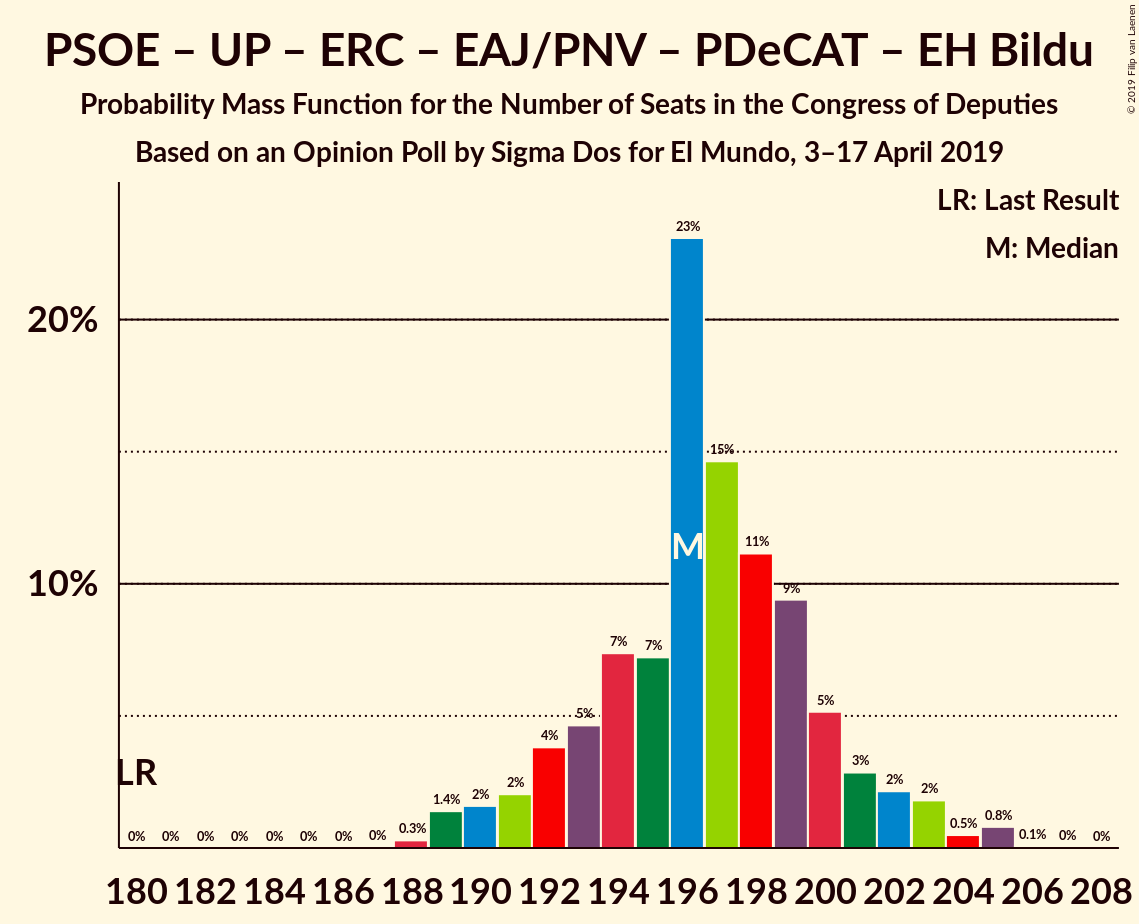 PSOE – UP – ERC – EAJ/PNV – PDeCAT – EH Bildu
Probability Mass Function for the Number of Seats in the Congress of Deputies
Based on an Opinion Poll by Sigma Dos for El Mundo, 3–17 April 2019
© 2019 Filip van Laenen
LR: Last Result
M: Median
20%
10%
LR
M
0% 0% 0% 0% 0% 0% 0% 0% 0.3% 1.4% 2% 2% 4% 5% 7% 7% 23% 15% 11% 9% 5% 3% 2% 2% 0.5% 0.8% 0.1% 0% 0%
180 182 184 186 188 190 192 194 196 198 200 202 204 206 208